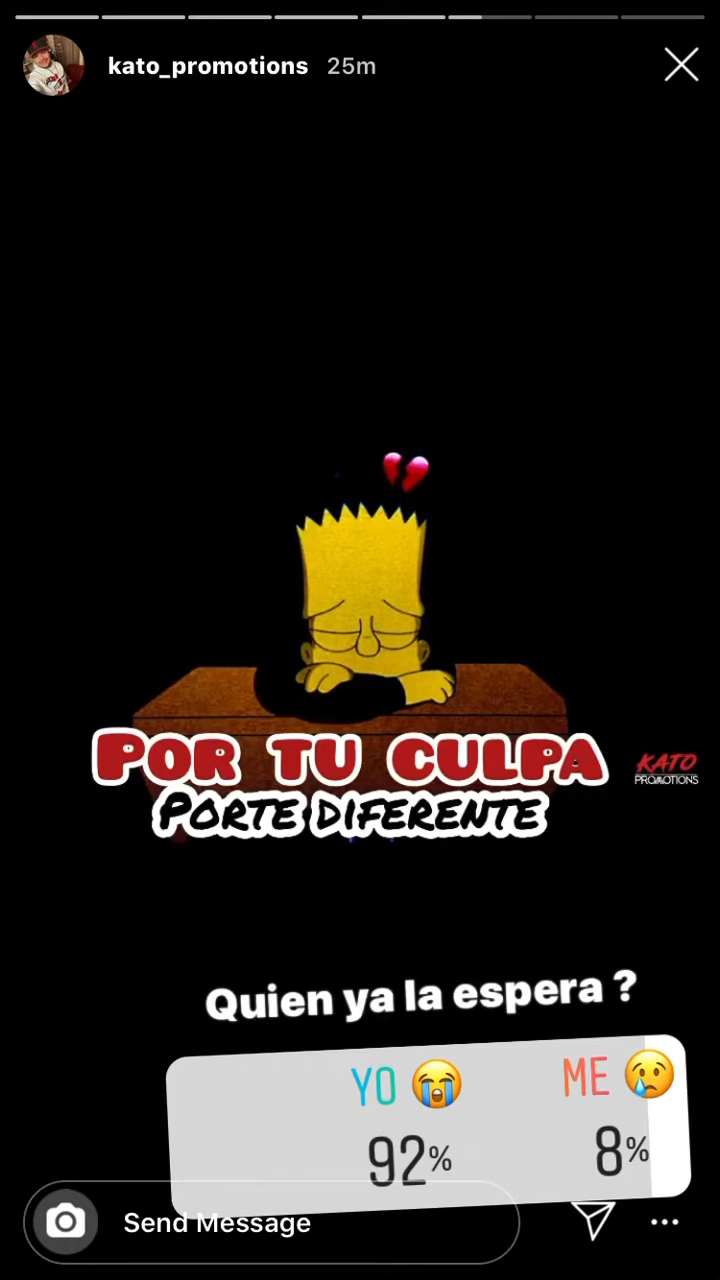 kato_promotions 25m
POR TU CULPA
PORTE DIFERENTE
KATO
PROMOTIONS
Quien ya la espera ?
YO 😭 ME 😢
92% 8%
Send Message